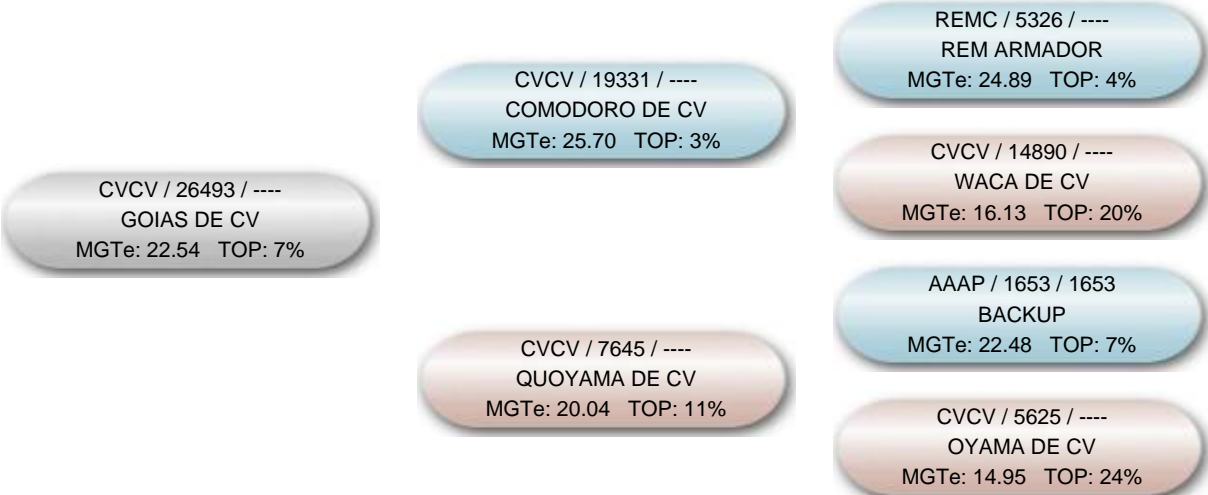 CVCV / 26493 / ----
GOIAS DE CV
MGTe: 22.54 TOP: 7%
CVCV / 19331 / ----
COMODORO DE CV
MGTe: 25.70 TOP: 3%
CVCV / 7645 / ----
QUOYAMA DE CV
MGTe: 20.04 TOP: 11%
REMC / 5326 / ----
REM ARMADOR
MGTe: 24.89 TOP: 4%
CVCV / 14890 / ----
WACA DE CV
MGTe: 16.13 TOP: 20%
AAAP / 1653 / 1653
BACKUP
MGTe: 22.48 TOP: 7%
CVCV / 5625 / ----
OYAMA DE CV
MGTe: 14.95 TOP: 24%